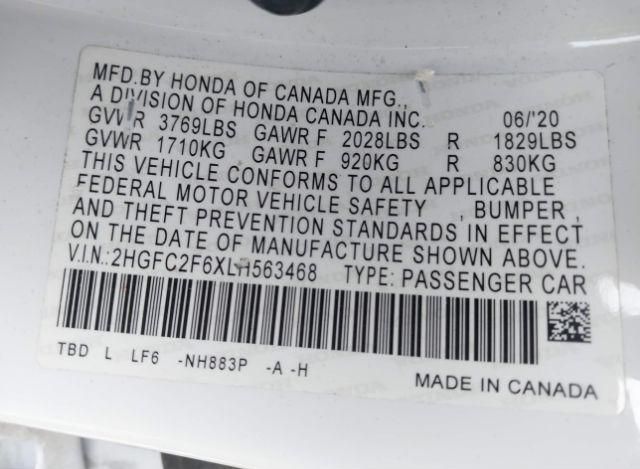 MFD.BY HONDA OF CANADA MFG.,
A DIVISION OF HONDA CANADA INC. 06/'20
GVWR 3769LBS GAWR F 2028LBS R 1829LBS
GVWR 1710KG GAWR F 920KG R 830KG
THIS VEHICLE CONFORMS TO ALL APPLICABLE
FEDERAL MOTOR VEHICLE SAFETY , BUMPER ,
AND THEFT PREVENTION STANDARDS IN EFFECT
ON THE DATE OF MANUFACTURE SHOWN ABOVE.
V.I.N.:2HGFC2F6XLH563468 TYPE: PASSENGER CAR
TBD L LF6 -NH883P -A -H
MADE IN CANADA